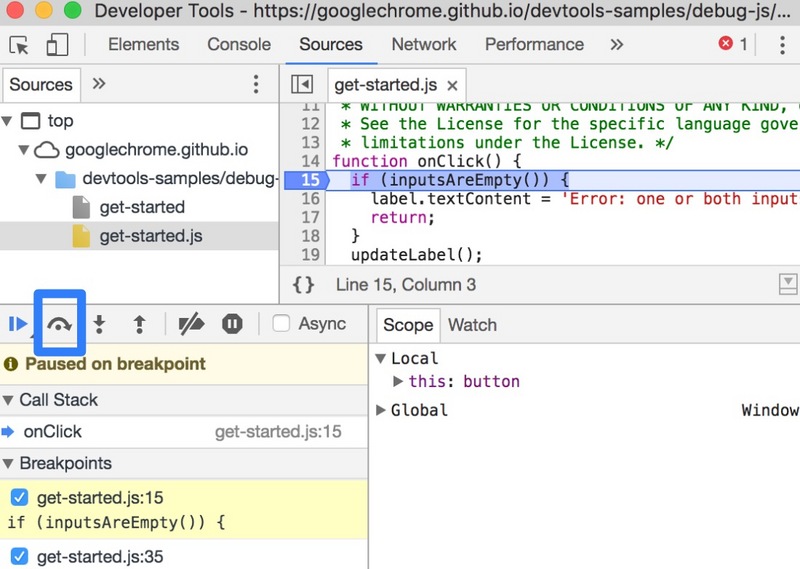 Developer Tools - https://googlechrome.github.io/devtools-samples/debug-js/...
Elements Console Sources Network Performance » 1
Sources »
get-started.js ×
top
googlechrome.github.io
devtools-samples/debug-
get-started
get-started.js
11 * WITHOUT WARRANTIES OR CONDITIONS OF ANY KIND,
12 * See the License for the specific language gove
13 * limitations under the License. */
14 function onClick() {
15 if (inputsAreEmpty()) {
16 label.textContent = 'Error: one or both input
17 return;
18 }
19 updateLabel();
{} Line 15, Column 3
Async
Paused on breakpoint
Call Stack
onClick get-started.js:15
Breakpoints
get-started.js:15
if (inputsAreEmpty()) {
get-started.js:35
Scope Watch
Local
this: button
Global Window